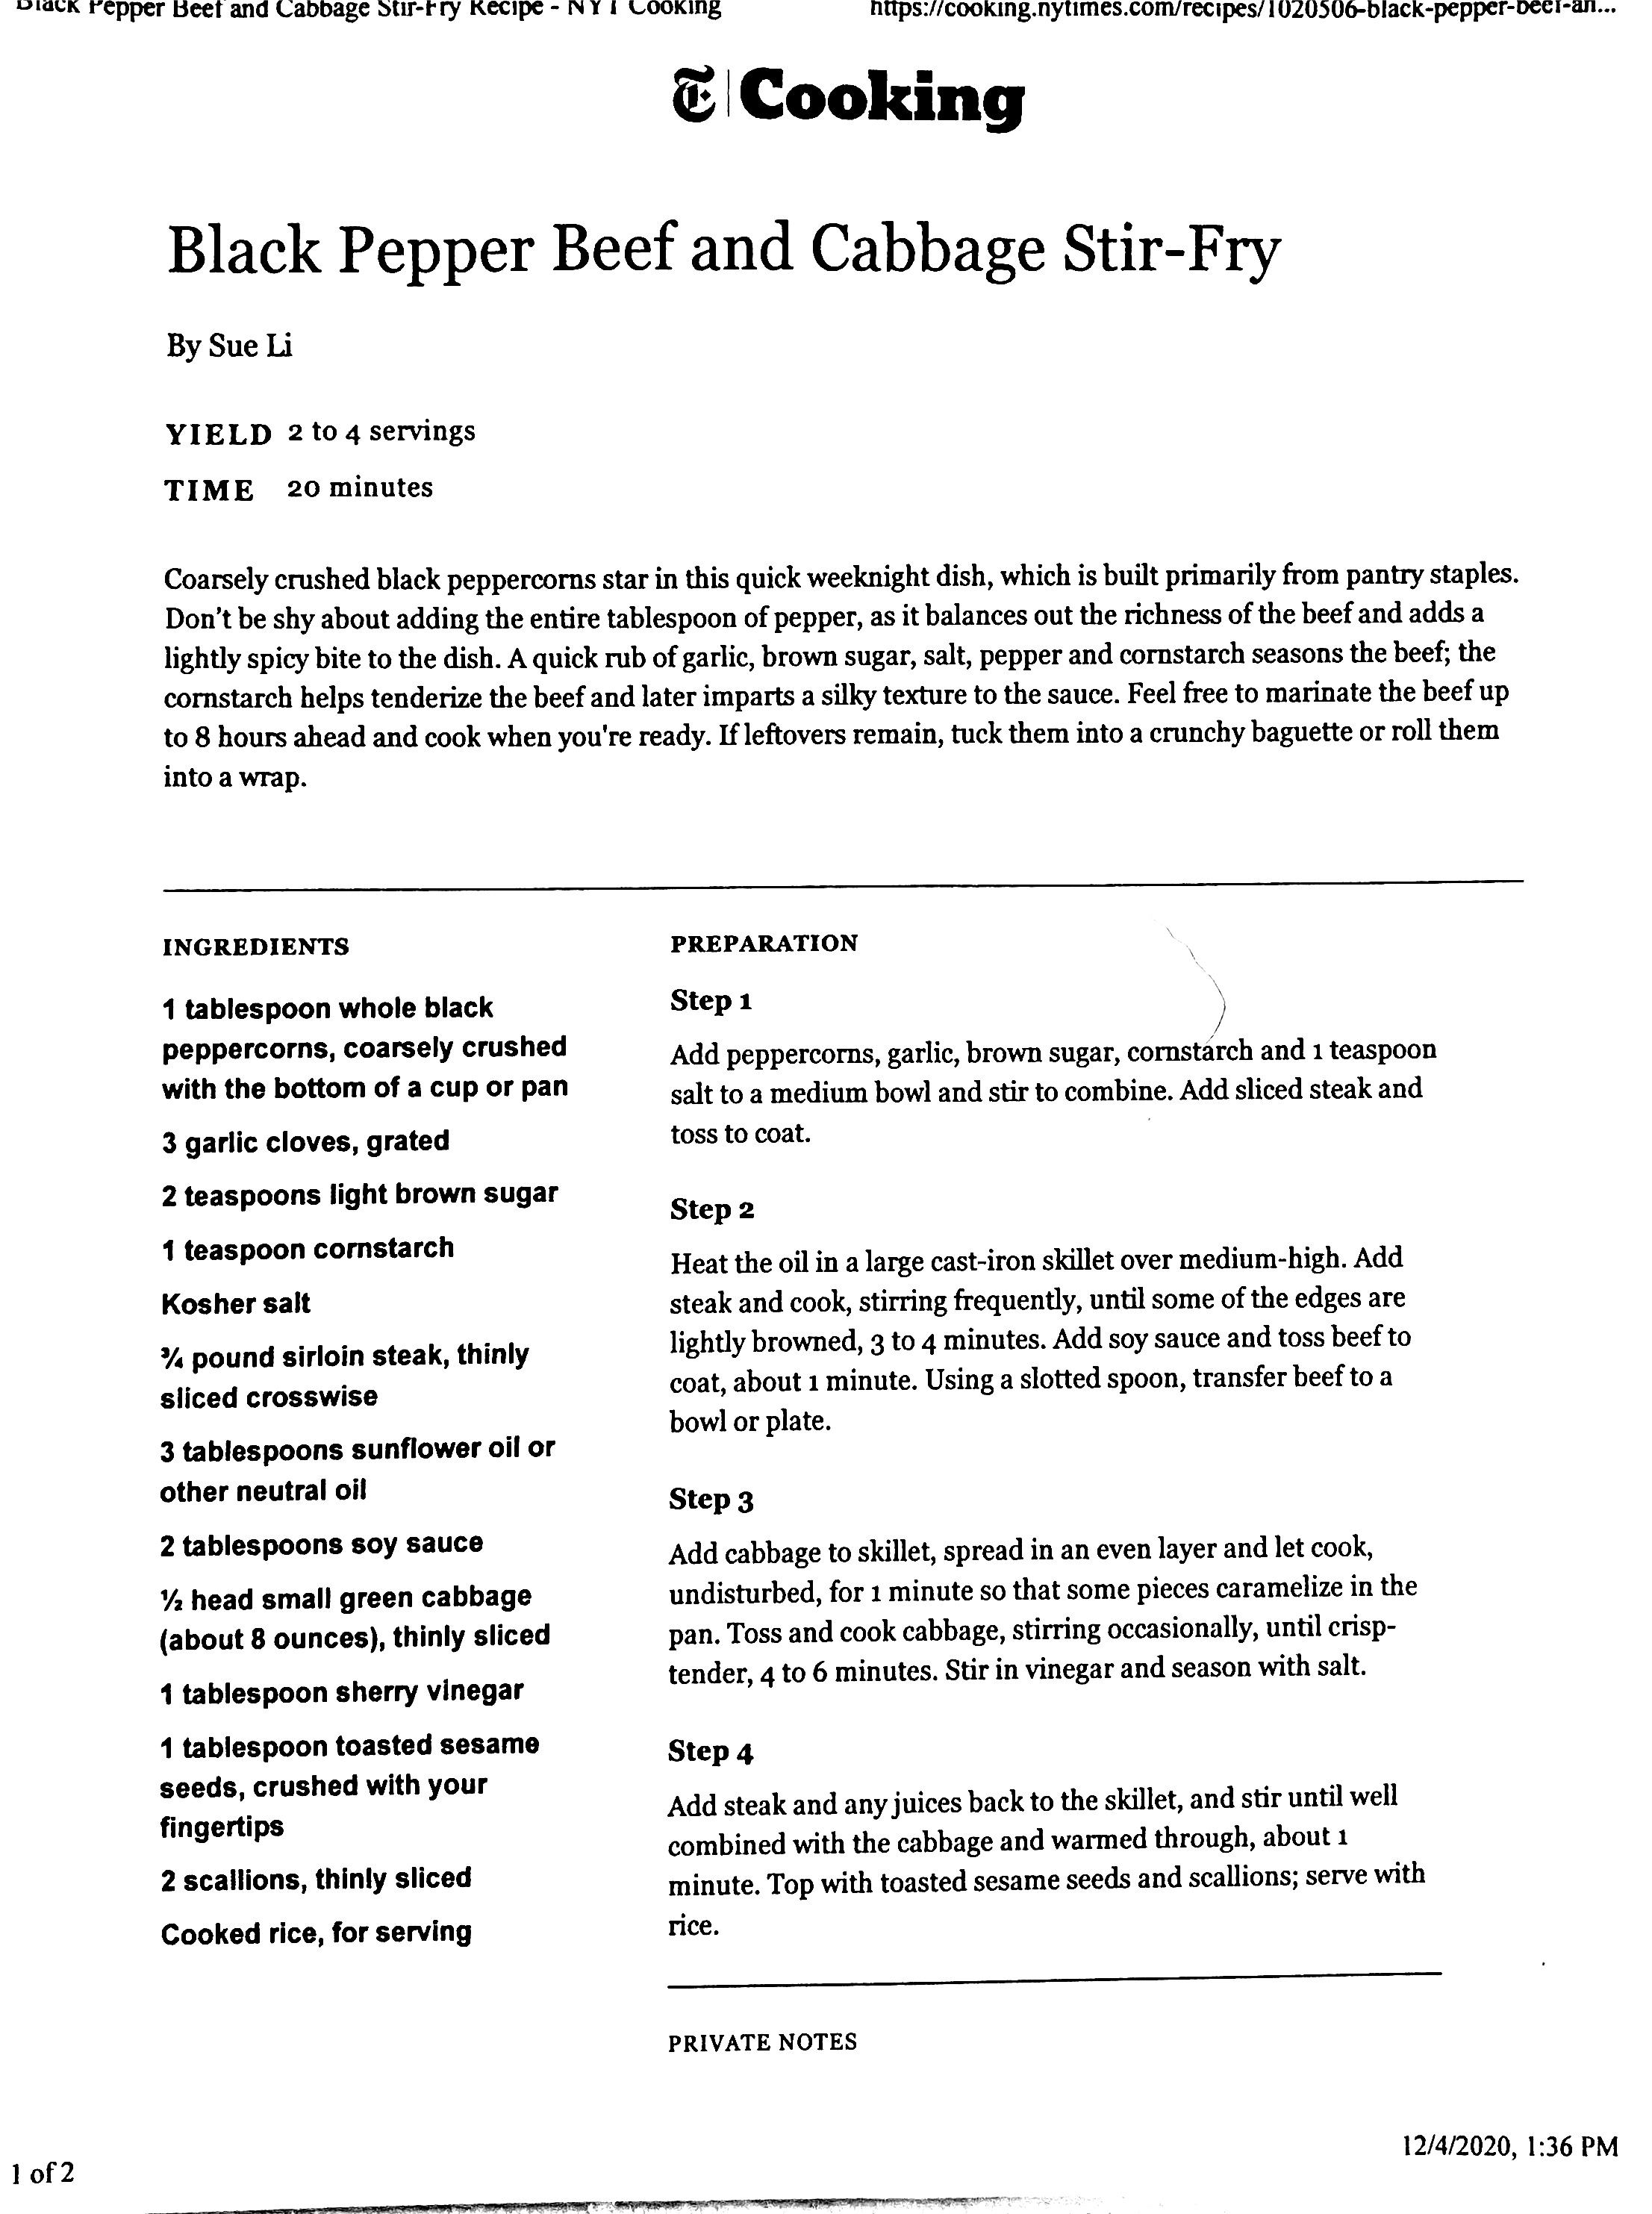 Black Pepper Beef and Cabbage Stir-Fry Recipe - NYT Cooking
https://cooking.nytimes.com/recipes/1020506-black-pepper-beef-an...
T Cooking
Black Pepper Beef and Cabbage Stir-Fry
By Sue Li
YIELD 2 to 4 servings
TIME 20 minutes
Coarsely crushed black peppercorns star in this quick weeknight dish, which is built primarily from pantry staples.
Don't be shy about adding the entire tablespoon of pepper, as it balances out the richness of the beef and adds a
lightly spicy bite to the dish. A quick rub of garlic, brown sugar, salt, pepper and cornstarch seasons the beef; the
cornstarch helps tenderize the beef and later imparts a silky texture to the sauce. Feel free to marinate the beef up
to 8 hours ahead and cook when you're ready. If leftovers remain, tuck them into a crunchy baguette or roll them
into a wrap.
INGREDIENTS
1 tablespoon whole black
peppercorns, coarsely crushed
with the bottom of a cup or pan
3 garlic cloves, grated
2 teaspoons light brown sugar
1 teaspoon cornstarch
Kosher salt
¾ pound sirloin steak, thinly
sliced crosswise
3 tablespoons sunflower oil or
other neutral oil
2 tablespoons soy sauce
½ head small green cabbage
(about 8 ounces), thinly sliced
1 tablespoon sherry vinegar
1 tablespoon toasted sesame
seeds, crushed with your
fingertips
2 scallions, thinly sliced
Cooked rice, for serving
PREPARATION
Step 1
Add peppercorns, garlic, brown sugar, cornstarch and 1 teaspoon
salt to a medium bowl and stir to combine. Add sliced steak and
toss to coat.
Step 2
Heat the oil in a large cast-iron skillet over medium-high. Add
steak and cook, stirring frequently, until some of the edges are
lightly browned, 3 to 4 minutes. Add soy sauce and toss beef to
coat, about 1 minute. Using a slotted spoon, transfer beef to a
bowl or plate.
Step 3
Add cabbage to skillet, spread in an even layer and let cook,
undisturbed, for 1 minute so that some pieces caramelize in the
pan. Toss and cook cabbage, stirring occasionally, until crisp-
tender, 4 to 6 minutes. Stir in vinegar and season with salt.
Step 4
Add steak and any juices back to the skillet, and stir until well
combined with the cabbage and warmed through, about 1
minute. Top with toasted sesame seeds and scallions; serve with
rice.
PRIVATE NOTES
12/4/2020, 1:36 PM
1 of 2